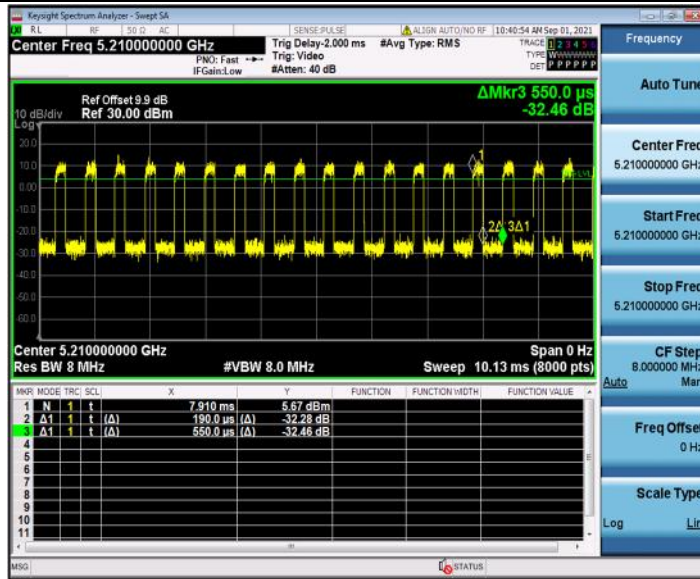 Keysight Spectrum Analyzer - Swept SA
RL RF 50 Ω AC SENSE:PULSE ALIGN AUTO/NO RF 10:40:54 AM Sep 01, 2021
Center Freq 5.210000000 GHz
PNO: Fast
IFGain:Low
Trig Delay-2.000 ms
Trig: Video
#Atten: 40 dB
#Avg Type: RMS
TRACE 1 2 3 4 5 6
TYPE
DET P P P P P P
ΔMkr3 550.0 µs
-32.46 dB
Ref Offset 9.9 dB
10 dB/div Ref 30.00 dBm
Log
20.0
10.0
0.00
-10.0
-20.0
-30.0
-40.0
-50.0
-60.0
1
2Δ 3Δ1
Center 5.210000000 GHz Span 0 Hz
Res BW 8 MHz #VBW 8.0 MHz Sweep 10.13 ms (8000 pts)
MKR MODE TRC SCL X Y FUNCTION FUNCTION WIDTH FUNCTION VALUE
1 N 1 t 7.910 ms 5.67 dBm
2 Δ1 1 t (Δ) 190.0 µs (Δ) -32.28 dB
3 Δ1 1 t (Δ) 550.0 µs (Δ) -32.46 dB
4
5
6
7
8
9
10
11
MSG STATUS
Frequency
Auto Tune
Center Freq
5.210000000 GHz
Start Freq
5.210000000 GHz
Stop Freq
5.210000000 GHz
CF Step
8.000000 MHz
Auto Man
Freq Offset
0 Hz
Scale Type
Log Lin